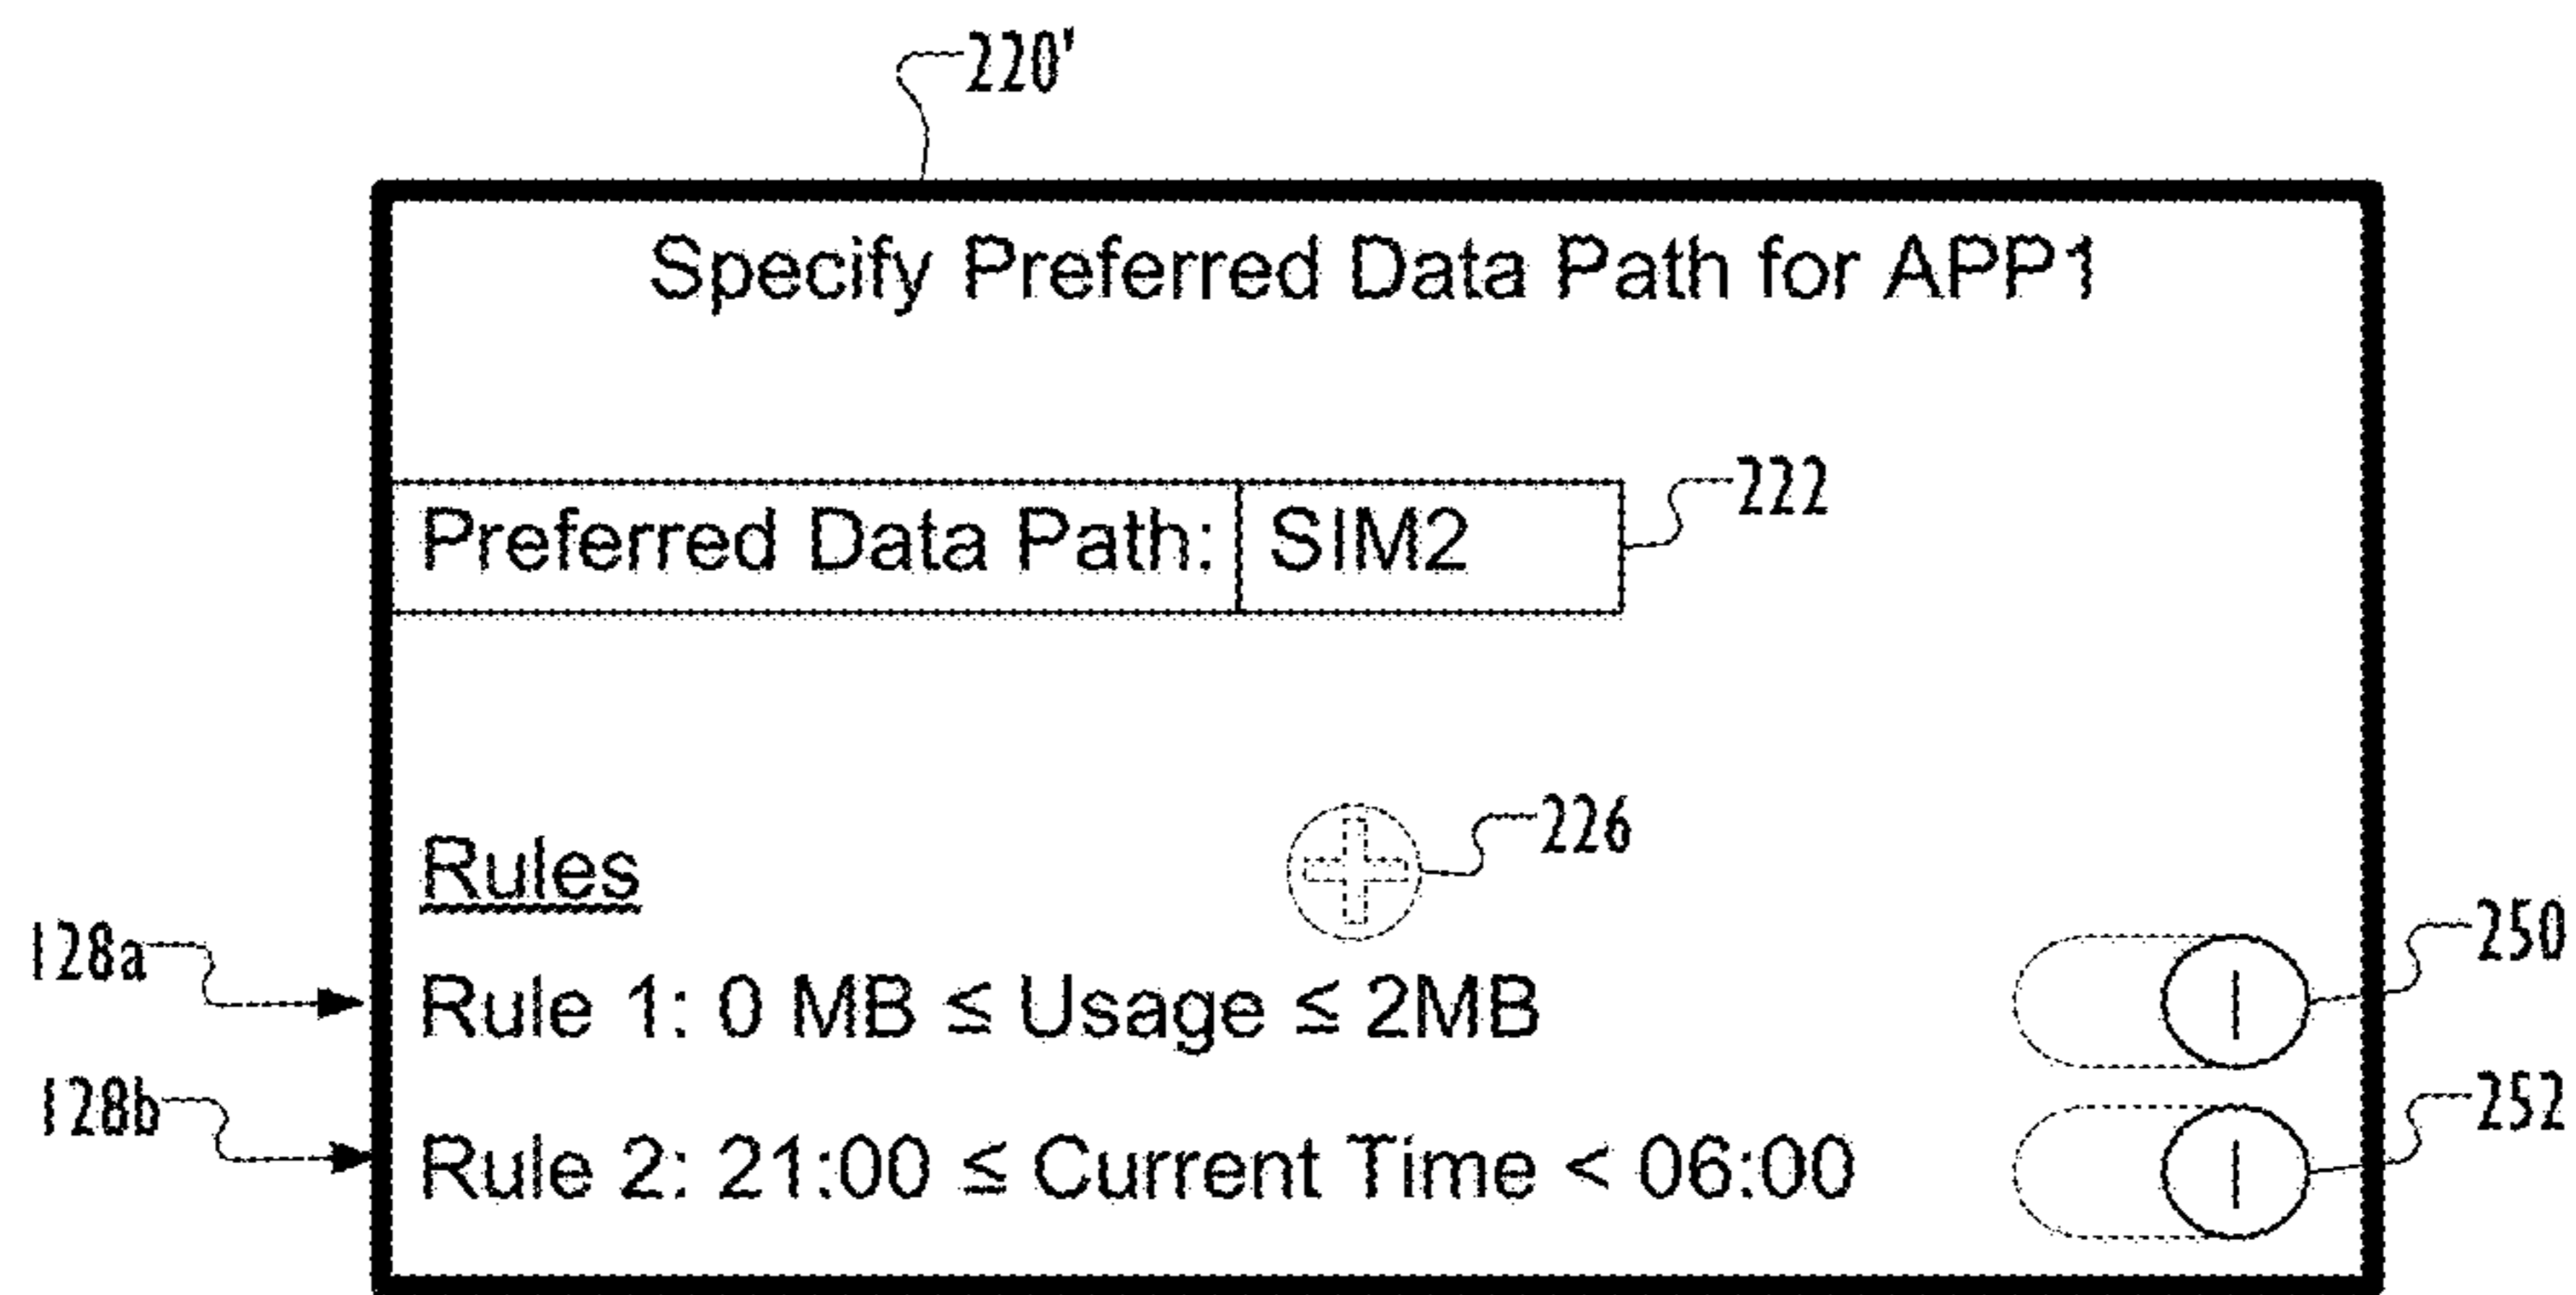 220'
Specify Preferred Data Path for APP1
Preferred Data Path: SIM2
222
226
Rules
128a
Rule 1: 0 MB ≦ Usage ≦ 2MB
250
128b
Rule 2: 21:00 ≦ Current Time < 06:00
252